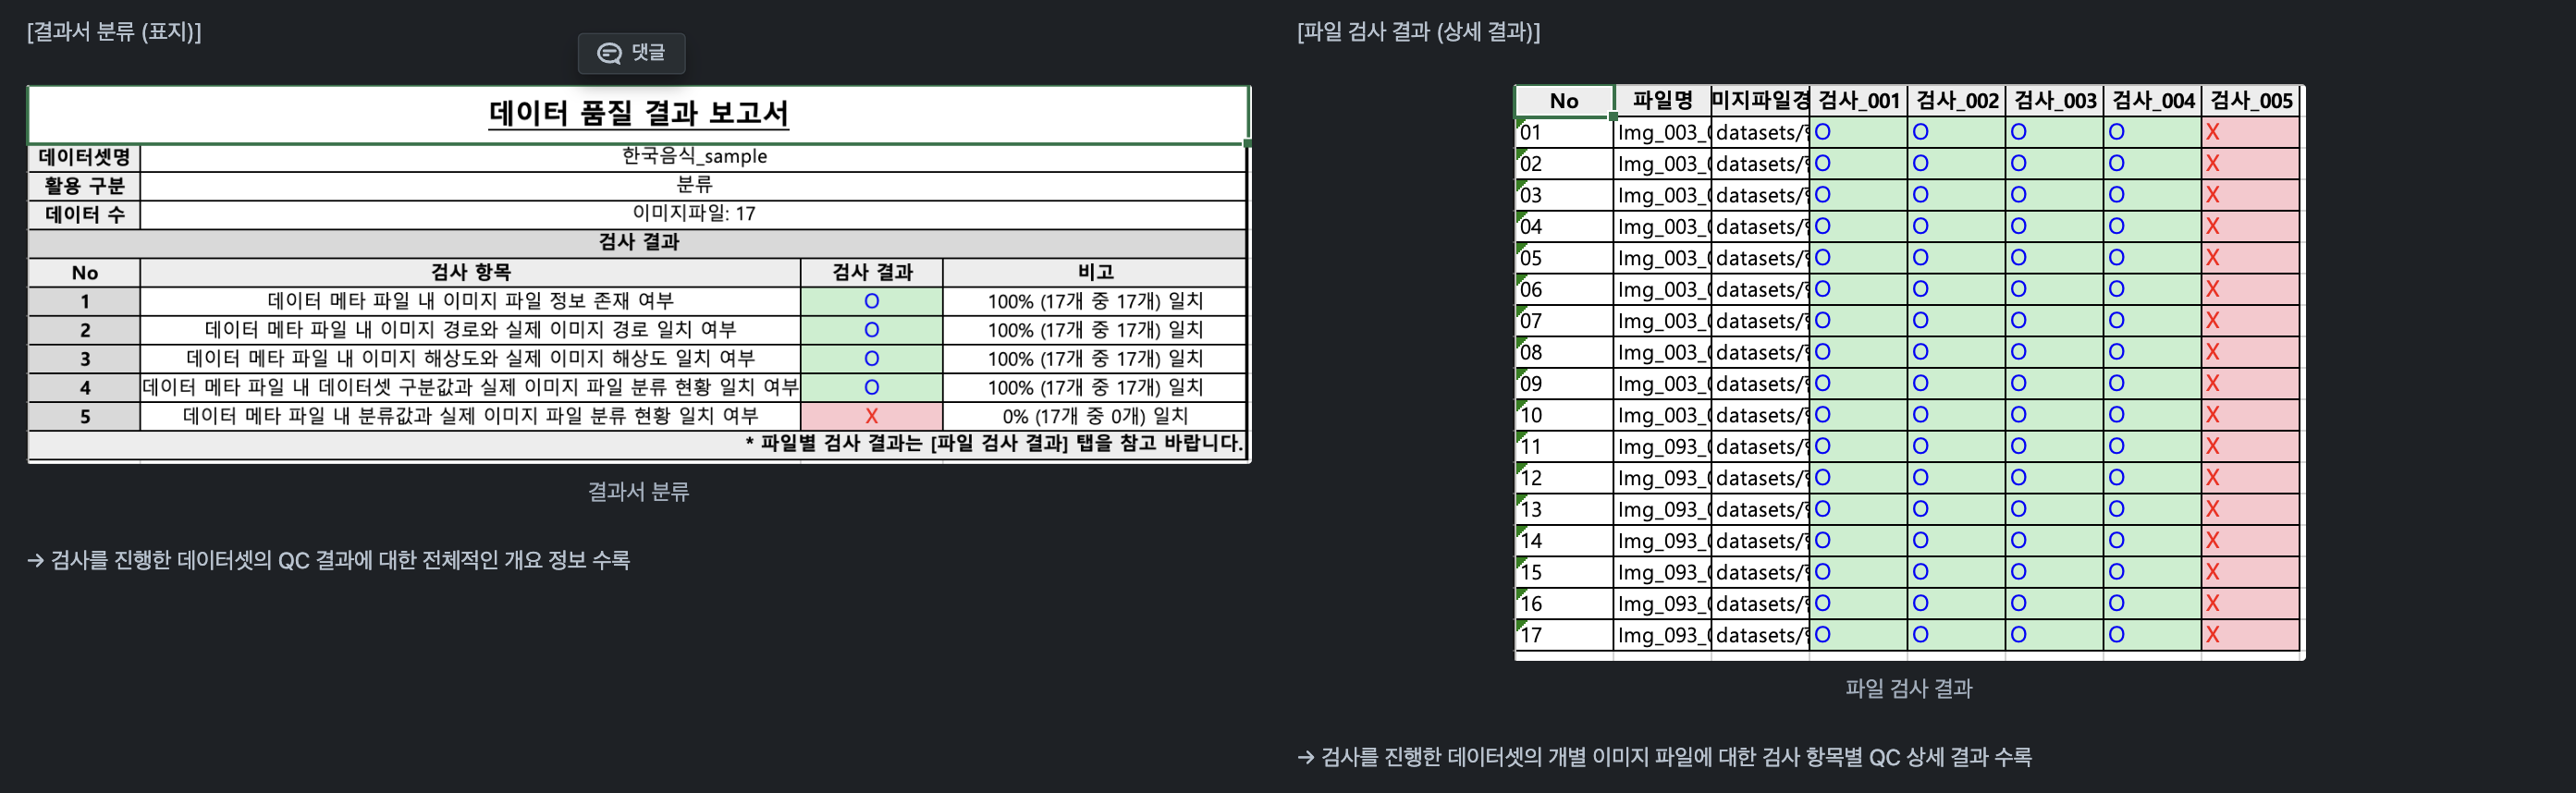 [결과서 분류 (표지)]
댓글
데이터 품질 결과 보고서
데이터셋명 한국음식_sample
활용 구분 분류
데이터 수 이미지파일: 17
검사 결과
No 검사 항목 검사 결과 비고
1 데이터 메타 파일 내 이미지 파일 정보 존재 여부 O 100% (17개 중 17개) 일치
2 데이터 메타 파일 내 이미지 경로와 실제 이미지 경로 일치 여부 O 100% (17개 중 17개) 일치
3 데이터 메타 파일 내 이미지 해상도와 실제 이미지 해상도 일치 여부 O 100% (17개 중 17개) 일치
4 데이터 메타 파일 내 데이터셋 구분값과 실제 이미지 파일 분류 현황 일치 여부 O 100% (17개 중 17개) 일치
5 데이터 메타 파일 내 분류값과 실제 이미지 파일 분류 현황 일치 여부 X 0% (17개 중 0개) 일치
* 파일별 검사 결과는 [파일 검사 결과] 탭을 참고 바랍니다.
결과서 분류
→ 검사를 진행한 데이터셋의 QC 결과에 대한 전체적인 개요 정보 수록
[파일 검사 결과 (상세 결과)]
No 파일명 미지파일경 검사_001 검사_002 검사_003 검사_004 검사_005
01 Img_003_ datasets/ O O O O X
02 Img_003_ datasets/ O O O O X
03 Img_003_ datasets/ O O O O X
04 Img_003_ datasets/ O O O O X
05 Img_003_ datasets/ O O O O X
06 Img_003_ datasets/ O O O O X
07 Img_003_ datasets/ O O O O X
08 Img_003_ datasets/ O O O O X
09 Img_003_ datasets/ O O O O X
10 Img_003_ datasets/ O O O O X
11 Img_093_ datasets/ O O O O X
12 Img_093_ datasets/ O O O O X
13 Img_093_ datasets/ O O O O X
14 Img_093_ datasets/ O O O O X
15 Img_093_ datasets/ O O O O X
16 Img_093_ datasets/ O O O O X
17 Img_093_ datasets/ O O O O X
파일 검사 결과
→ 검사를 진행한 데이터셋의 개별 이미지 파일에 대한 검사 항목별 QC 상세 결과 수록